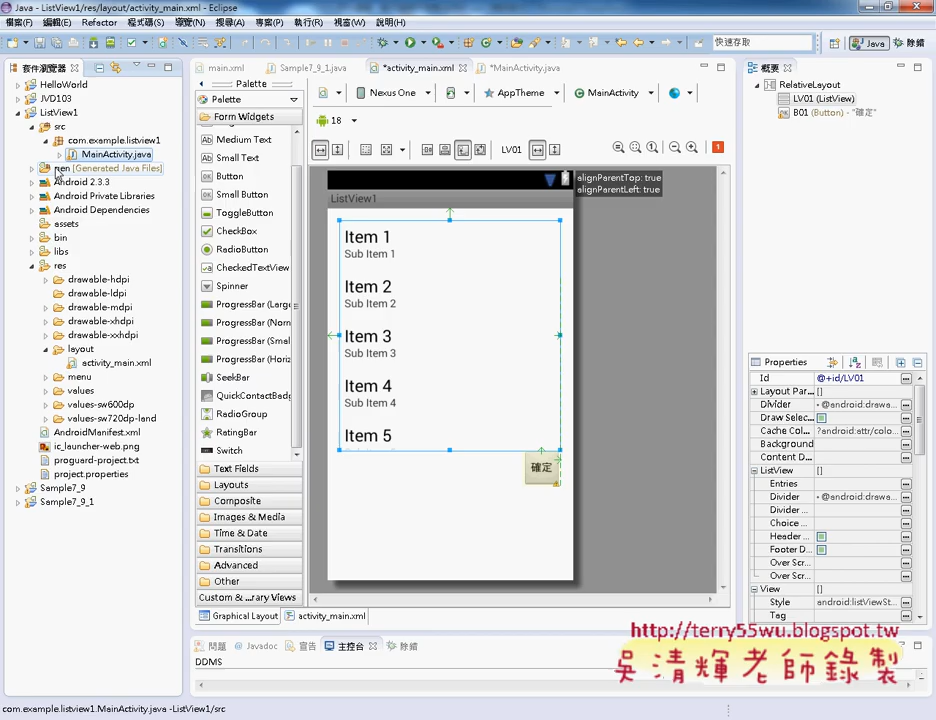 Java - ListView1/res/layout/activity_main.xml - Eclipse
檔案(F) 編輯(E) Refactor 程式碼(S) 導覽(N) 搜尋(A) 專案(P) 執行(R) 視窗(W) 說明(H)
快速存取 Java 除錯
套件瀏覽器
HelloWorld
JVD103
ListView1
src
com.example.listview1
MainActivity.java
gen [Generated Java Files]
Android 2.3.3
Android Private Libraries
Android Dependencies
assets
bin
libs
res
drawable-hdpi
drawable-ldpi
drawable-mdpi
drawable-xhdpi
drawable-xxhdpi
layout
activity_main.xml
menu
values
values-sw600dp
values-sw720dp-land
AndroidManifest.xml
ic_launcher-web.png
proguard-project.txt
project.properties
Sample7_9
Sample7_9_1
main.xml Sample7_9_1.java *activity_main.xml *MainActivity.java
Palette
Palette
Form Widgets
Medium Text
Small Text
Button
Small Button
ToggleButton
CheckBox
RadioButton
CheckedTextView
Spinner
ProgressBar (Large
ProgressBar (Norr
ProgressBar (Smal
ProgressBar (Horiz
SeekBar
QuickContactBadg
RadioGroup
RatingBar
Switch
Text Fields
Layouts
Composite
Images & Media
Time & Date
Transitions
Advanced
Other
Custom & ...rary Views
Graphical Layout activity_main.xml
Nexus One AppTheme MainActivity
18
LV01
1
alignParentTop: true
alignParentLeft: true
ListView1
Item 1
Sub Item 1
Item 2
Sub Item 2
Item 3
Sub Item 3
Item 4
Sub Item 4
Item 5
確定
概要
RelativeLayout
LV01 (ListView)
B01 (Button) - "確定"
Properties
Id @+id/LV01
Layout Par... []
Divider @android:drawa...
Draw Selec...
Cache Col... ?android:attr/colo...
Background
Content D...
ListView []
Entries
Divider @android:drawa...
Divider ...
Choice ...
Header ...
Footer D...
Over Scr...
Over Scr...
View []
Style android:listViewSt...
Tag
問題 Javadoc 宣告 主控台 除錯
DDMS
http://terry55wu.blogspot.tw
吳清輝老師錄製
com.example.listview1.MainActivity.java - ListView1/src